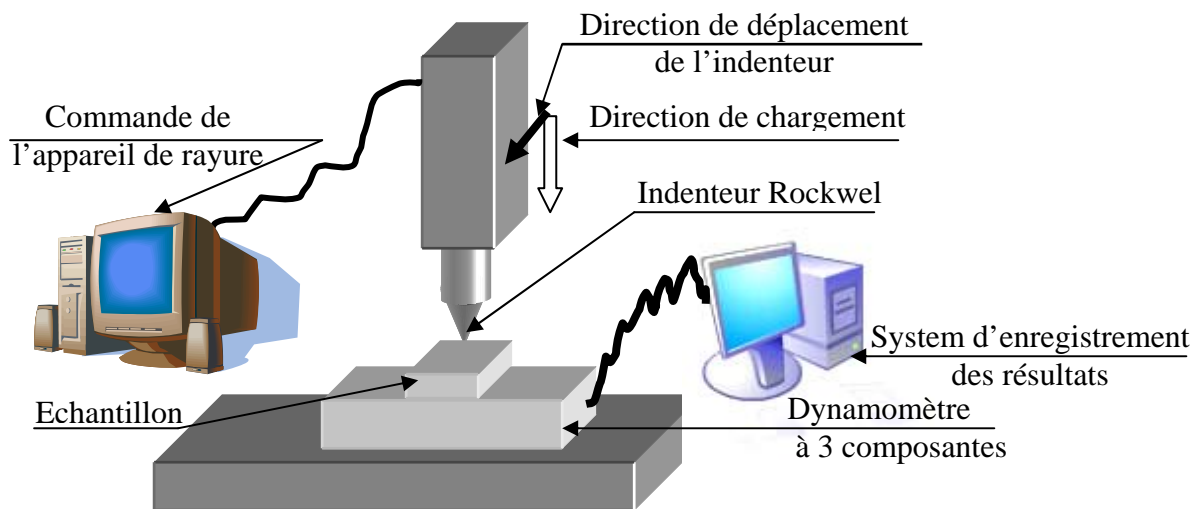 Direction de déplacement
de l’indenteur
Commande de
l’appareil de rayure
Direction de chargement
Indenteur Rockwel
System d’enregistrement
des résultats
Echantillon
Dynamomètre
à 3 composantes